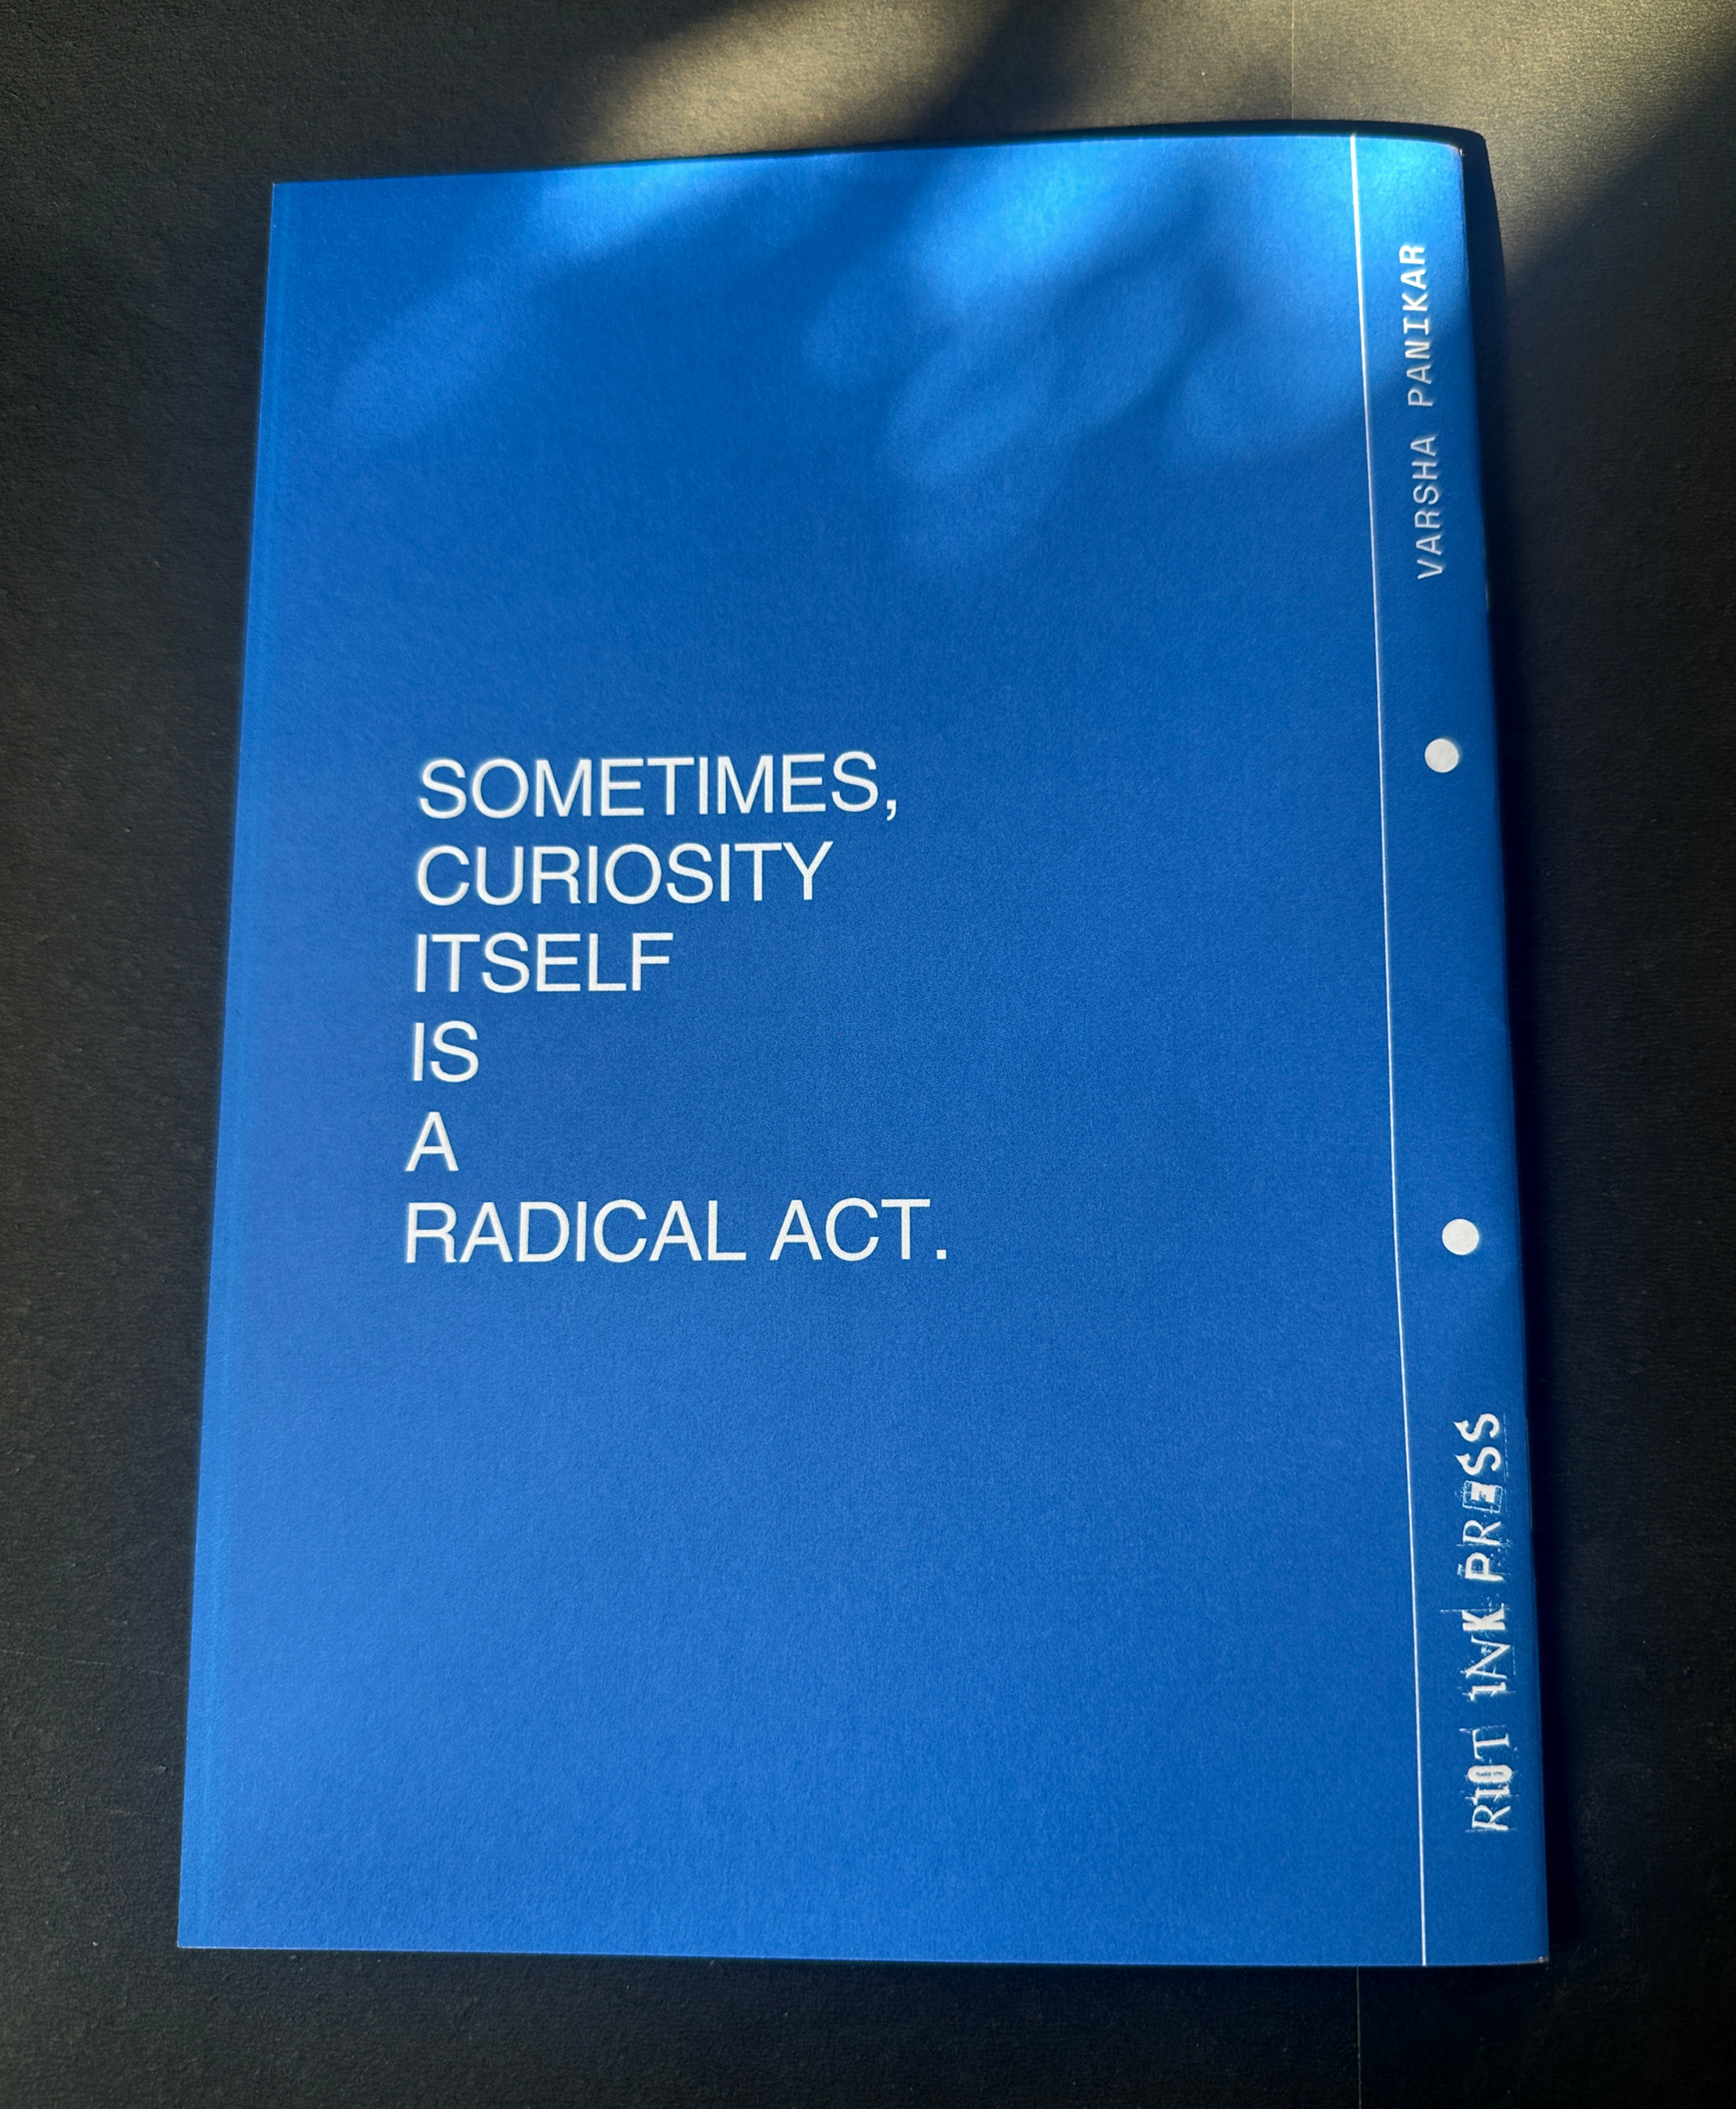 SOMETIMES,
CURIOSITY
ITSELF
IS
A
RADICAL ACT.
VARSHA PANIKAR
RIOT INK PRESS